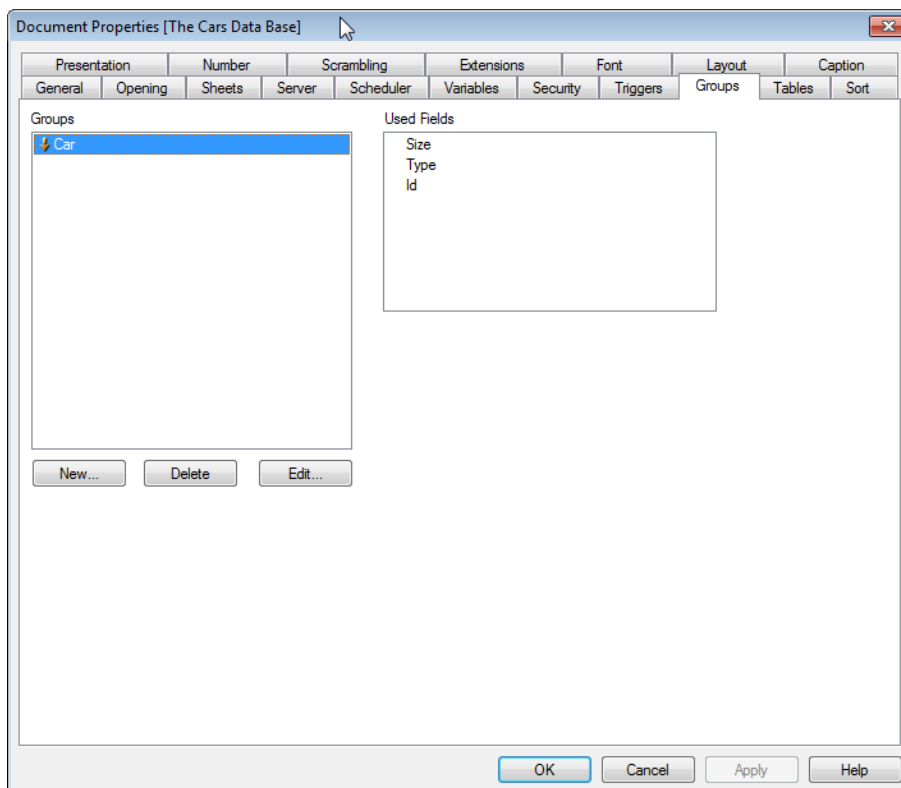 Document Properties [The Cars Data Base]
Presentation Number Scrambling Extensions Font Layout Caption
General Opening Sheets Server Scheduler Variables Security Triggers Groups Tables Sort
Groups Used Fields
Car Size
Type
Id
New... Delete Edit...
OK Cancel Apply Help